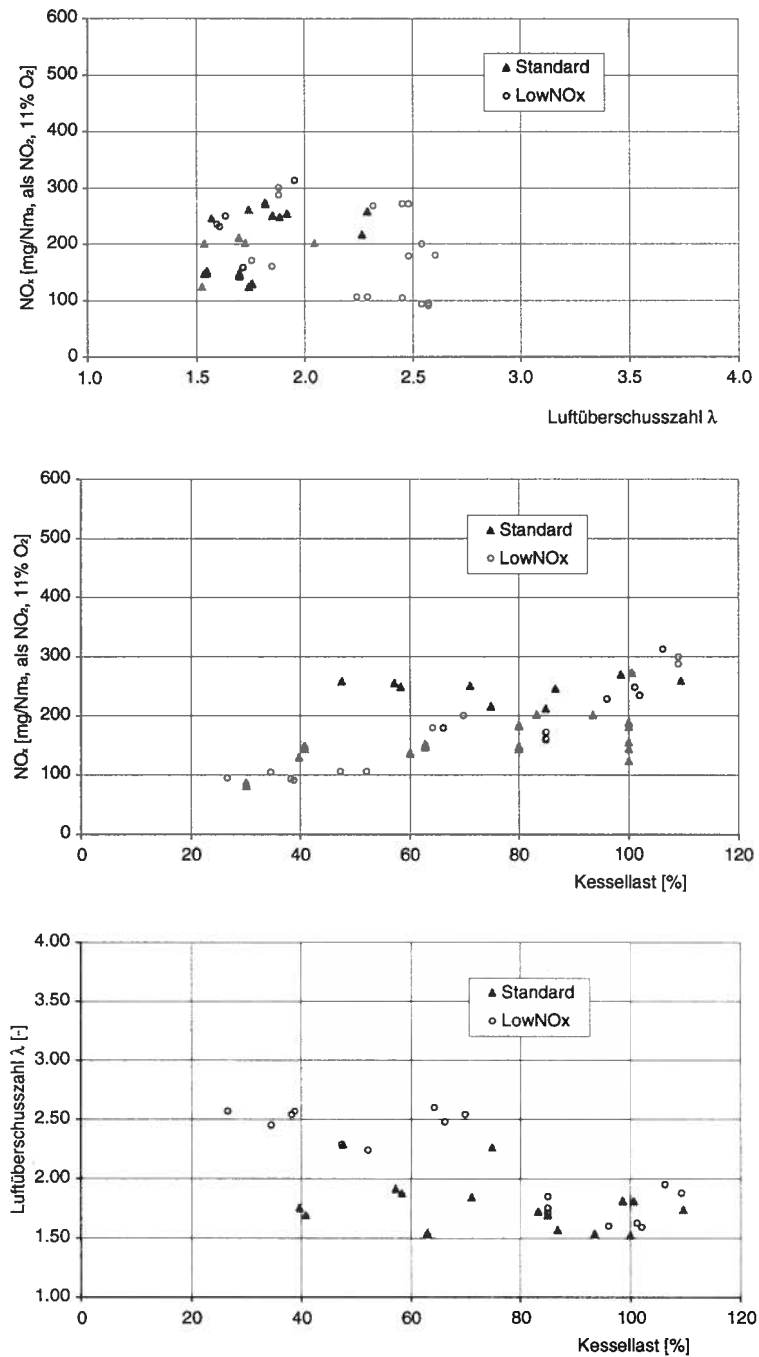 600
500
400
300
200
100
0
NOₓ [mg/Nm₃, als NO₂, 11% O₂]
▲ Standard
○ LowNOx
1.0 1.5 2.0 2.5 3.0 3.5 4.0
Luftüberschusszahl λ
600
500
400
300
200
100
0
NOₓ [mg/Nm₃, als NO₂, 11% O₂]
▲ Standard
○ LowNOx
0 20 40 60 80 100 120
Kessellast [%]
4.00
3.50
3.00
2.50
2.00
1.50
1.00
Luftüberschusszahl λ [-]
▲ Standard
○ LowNOx
0 20 40 60 80 100 120
Kessellast [%]